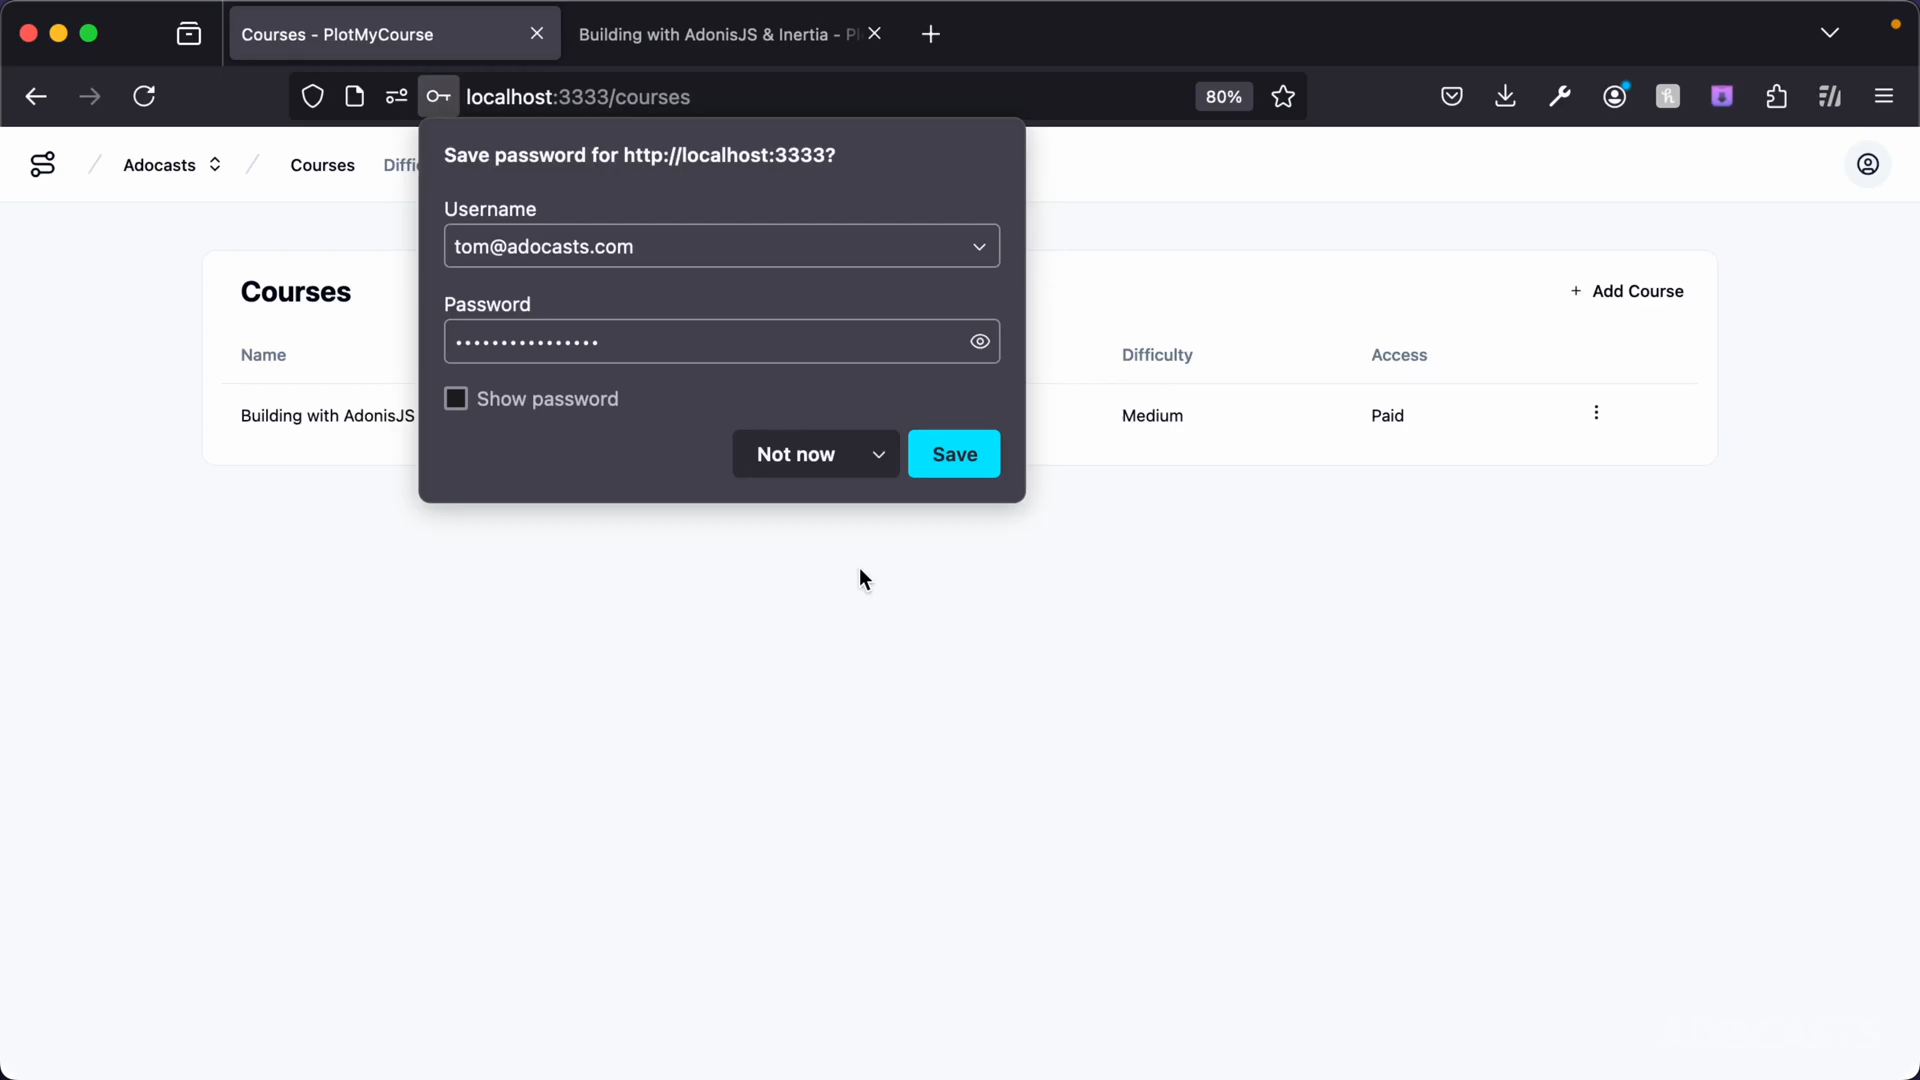 Courses - PlotMyCourse
Building with AdonisJS & Inertia - Pl
localhost:3333/courses
80%
Adocasts
Courses
Diffi
Save password for http://localhost:3333?
Username
tom@adocasts.com
Password
••••••••••••••••
Show password
Not now
Save
Courses
+ Add Course
Name
Difficulty
Access
Building with AdonisJS
Medium
Paid